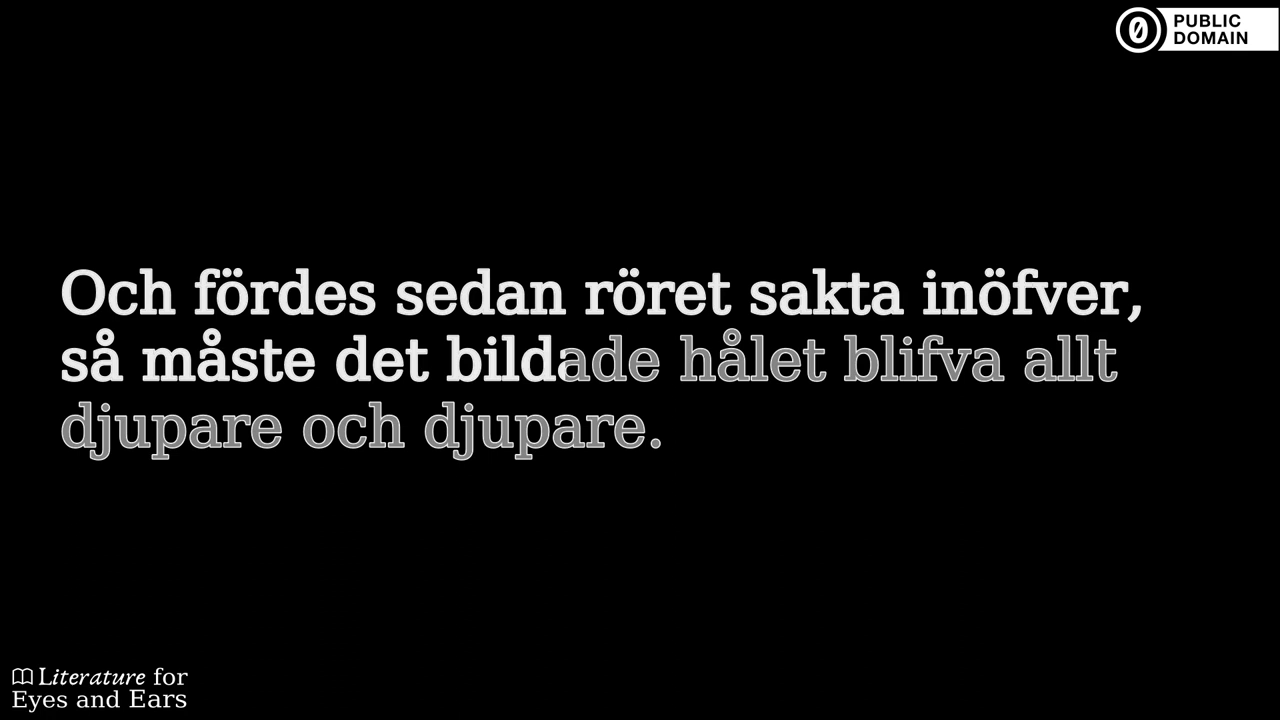 PUBLIC
DOMAIN
Och fördes sedan röret sakta inöfver,
så måste det bildade hålet blifva allt
djupare och djupare.
Literature for
Eyes and Ears